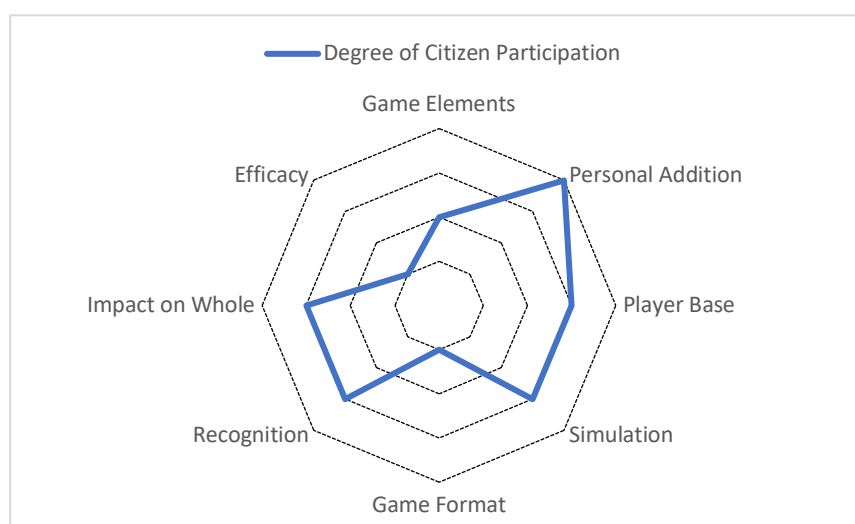 Degree of Citizen Participation
Game Elements
Efficacy
Personal Addition
Impact on Whole
Player Base
Recognition
Simulation
Game Format